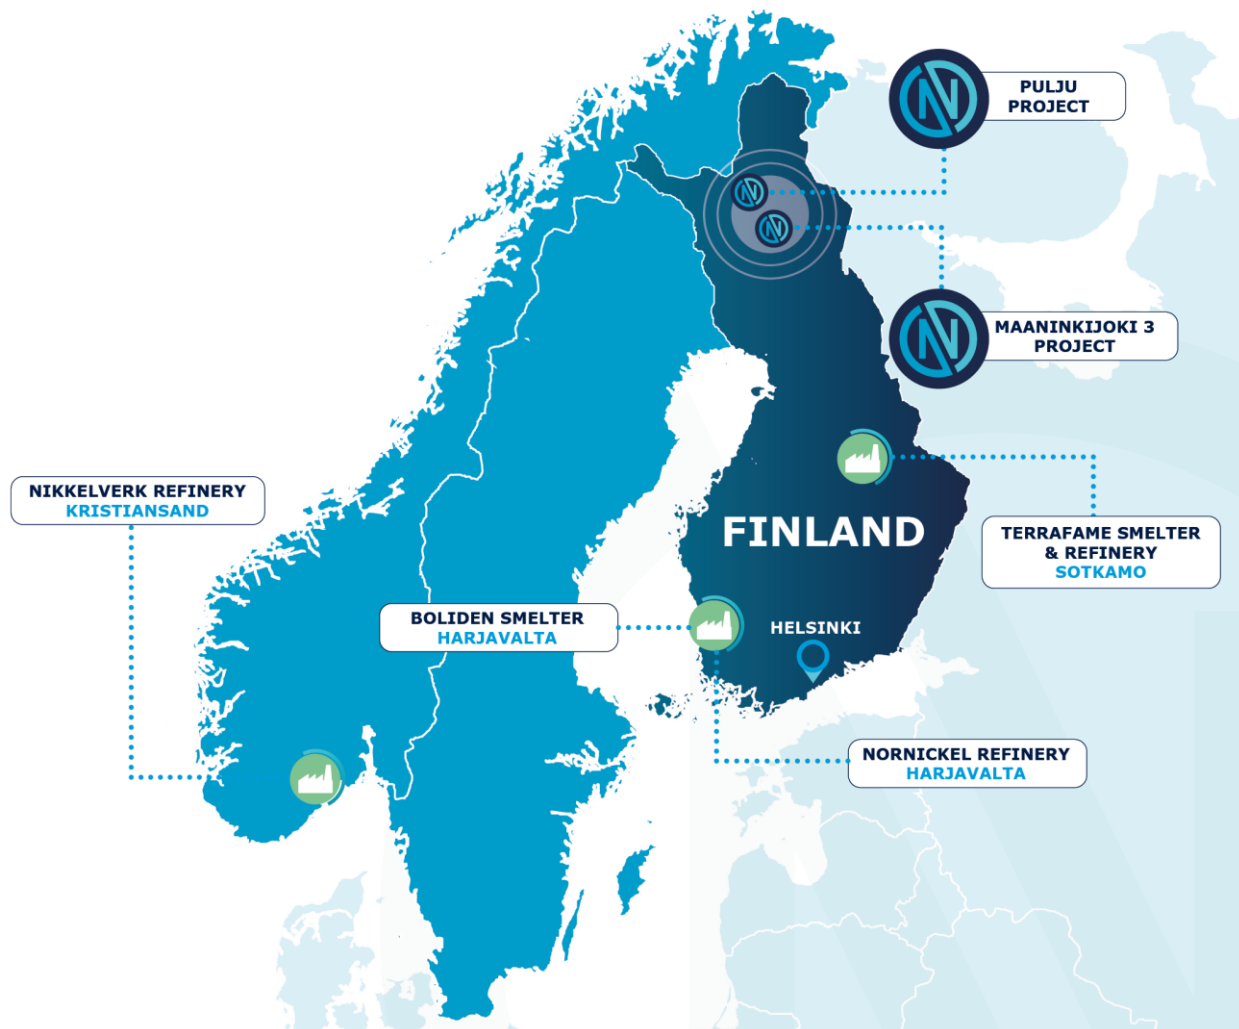 PULJU
PROJECT
MAANINKIJOKI 3
PROJECT
NIKKELVERK REFINERY
KRISTIANSAND
FINLAND
TERRAFAME SMELTER
& REFINERY
SOTKAMO
BOLIDEN SMELTER
HARJAVALTA
HELSINKI
NORNICKEL REFINERY
HARJAVALTA